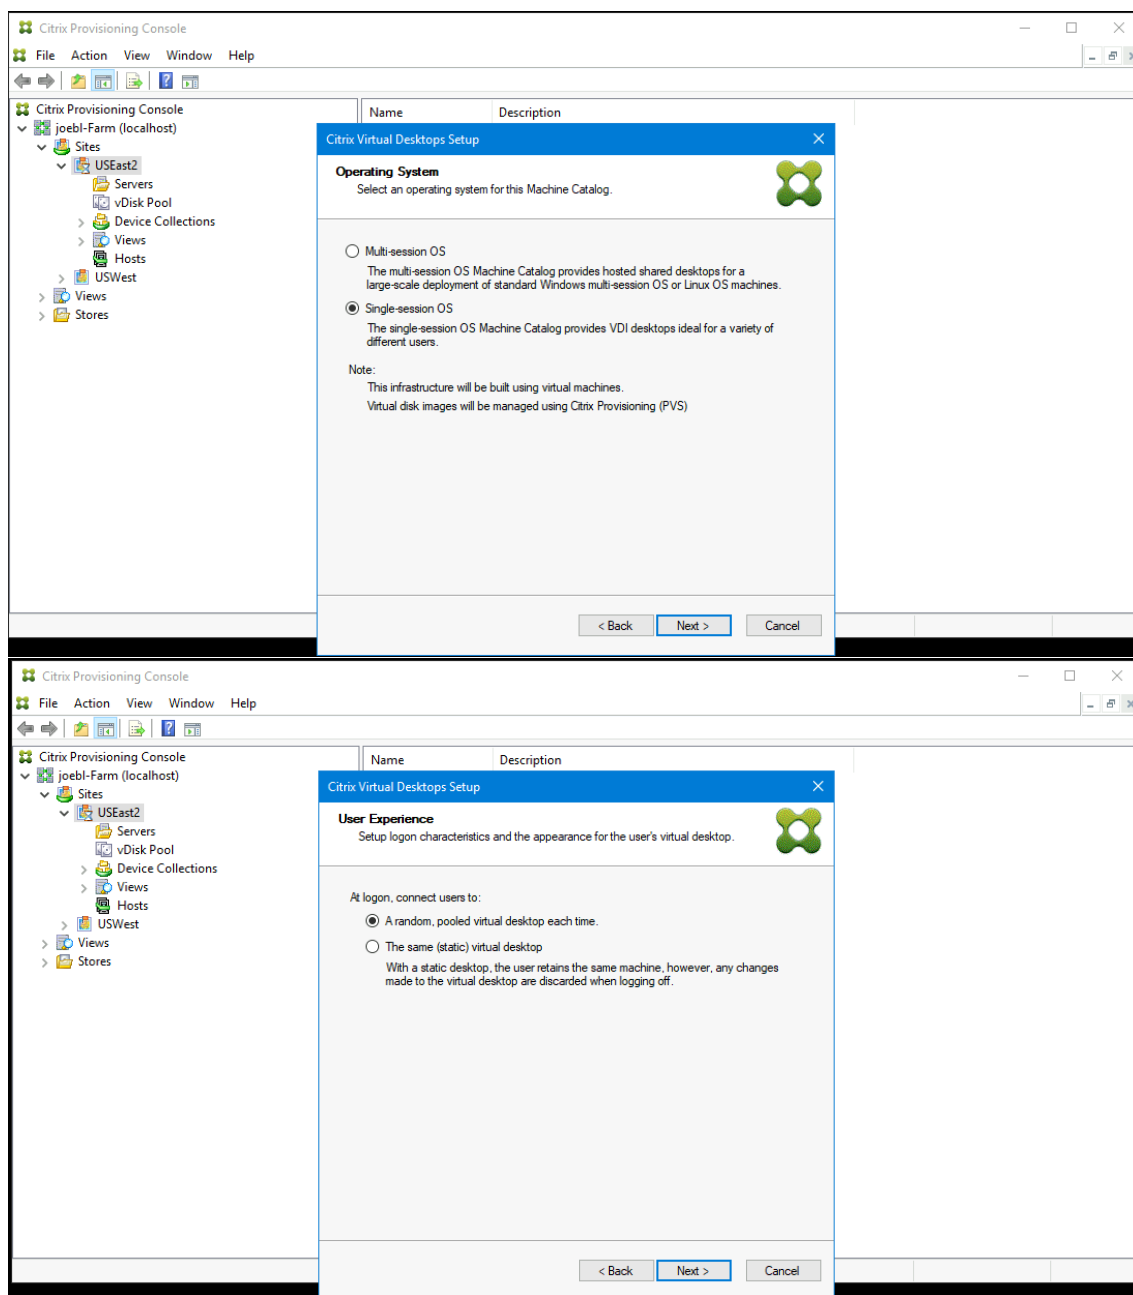 Citrix Provisioning Console
File Action View Window Help
Citrix Provisioning Console
joebl-Farm (localhost)
Sites
USEast2
Servers
vDisk Pool
Device Collections
Views
Hosts
USWest
Views
Stores
Name Description
Citrix Virtual Desktops Setup
Operating System
Select an operating system for this Machine Catalog.
Multi-session OS
The multi-session OS Machine Catalog provides hosted shared desktops for a
large-scale deployment of standard Windows multi-session OS or Linux OS machines.
Single-session OS
The single-session OS Machine Catalog provides VDI desktops ideal for a variety of
different users.
Note:
This infrastructure will be built using virtual machines.
Virtual disk images will be managed using Citrix Provisioning (PVS)
< Back Next > Cancel
Citrix Provisioning Console
File Action View Window Help
Citrix Provisioning Console
joebl-Farm (localhost)
Sites
USEast2
Servers
vDisk Pool
Device Collections
Views
Hosts
USWest
Views
Stores
Name Description
Citrix Virtual Desktops Setup
User Experience
Setup logon characteristics and the appearance for the user's virtual desktop.
At logon, connect users to:
A random, pooled virtual desktop each time.
The same (static) virtual desktop
With a static desktop, the user retains the same machine, however, any changes
made to the virtual desktop are discarded when logging off.
< Back Next > Cancel